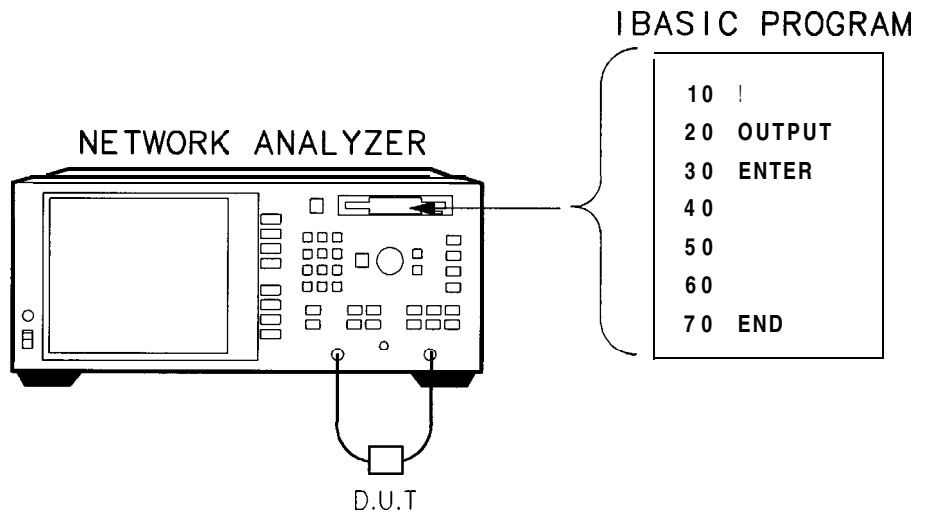 IBASIC PROGRAM
NETWORK ANALYZER
10 !
20 OUTPUT
30 ENTER
40
50
60
70 END
D.U.T